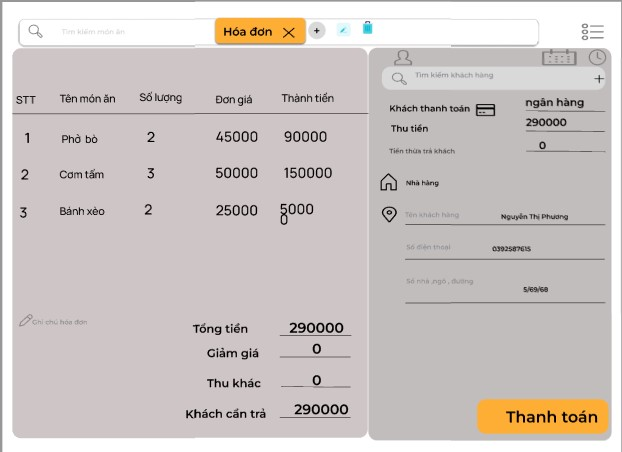 Tìm kiếm món ăn
Hóa đơn
STT Tên món ăn Số lượng Đơn giá Thành tiền
1 Phở bò 2 45000 90000
2 Cơm tấm 3 50000 150000
3 Bánh xèo 2 25000 5000
0
Ghi chú hóa đơn
Tổng tiền 290000
Giảm giá 0
Thu khác 0
Khách cần trả 290000
Tìm kiếm khách hàng
Khách thanh toán ngân hàng
Thu tiền 290000
Tiền thừa trả khách 0
Nhà hàng
Tên khách hàng Nguyễn Thị Phương
Số điện thoại 0392587615
Số nhà ,ngõ , đường 5/69/68
Thanh toán